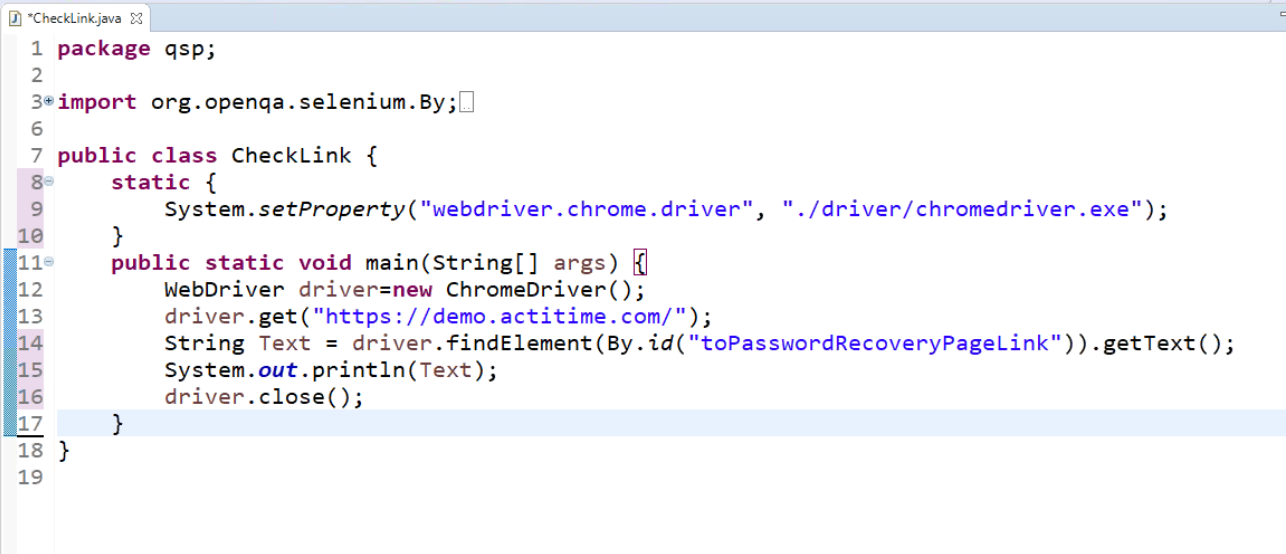 *CheckLink.java
1 package qsp;
2
3 import org.openqa.selenium.By;
6
7 public class CheckLink {
8     static {
9         System.setProperty("webdriver.chrome.driver", "./driver/chromedriver.exe");
10     }
11     public static void main(String[] args) {
12         WebDriver driver=new ChromeDriver();
13         driver.get("https://demo.actitime.com/");
14         String Text = driver.findElement(By.id("toPasswordRecoveryPageLink")).getText();
15         System.out.println(Text);
16         driver.close();
17     }
18 }
19